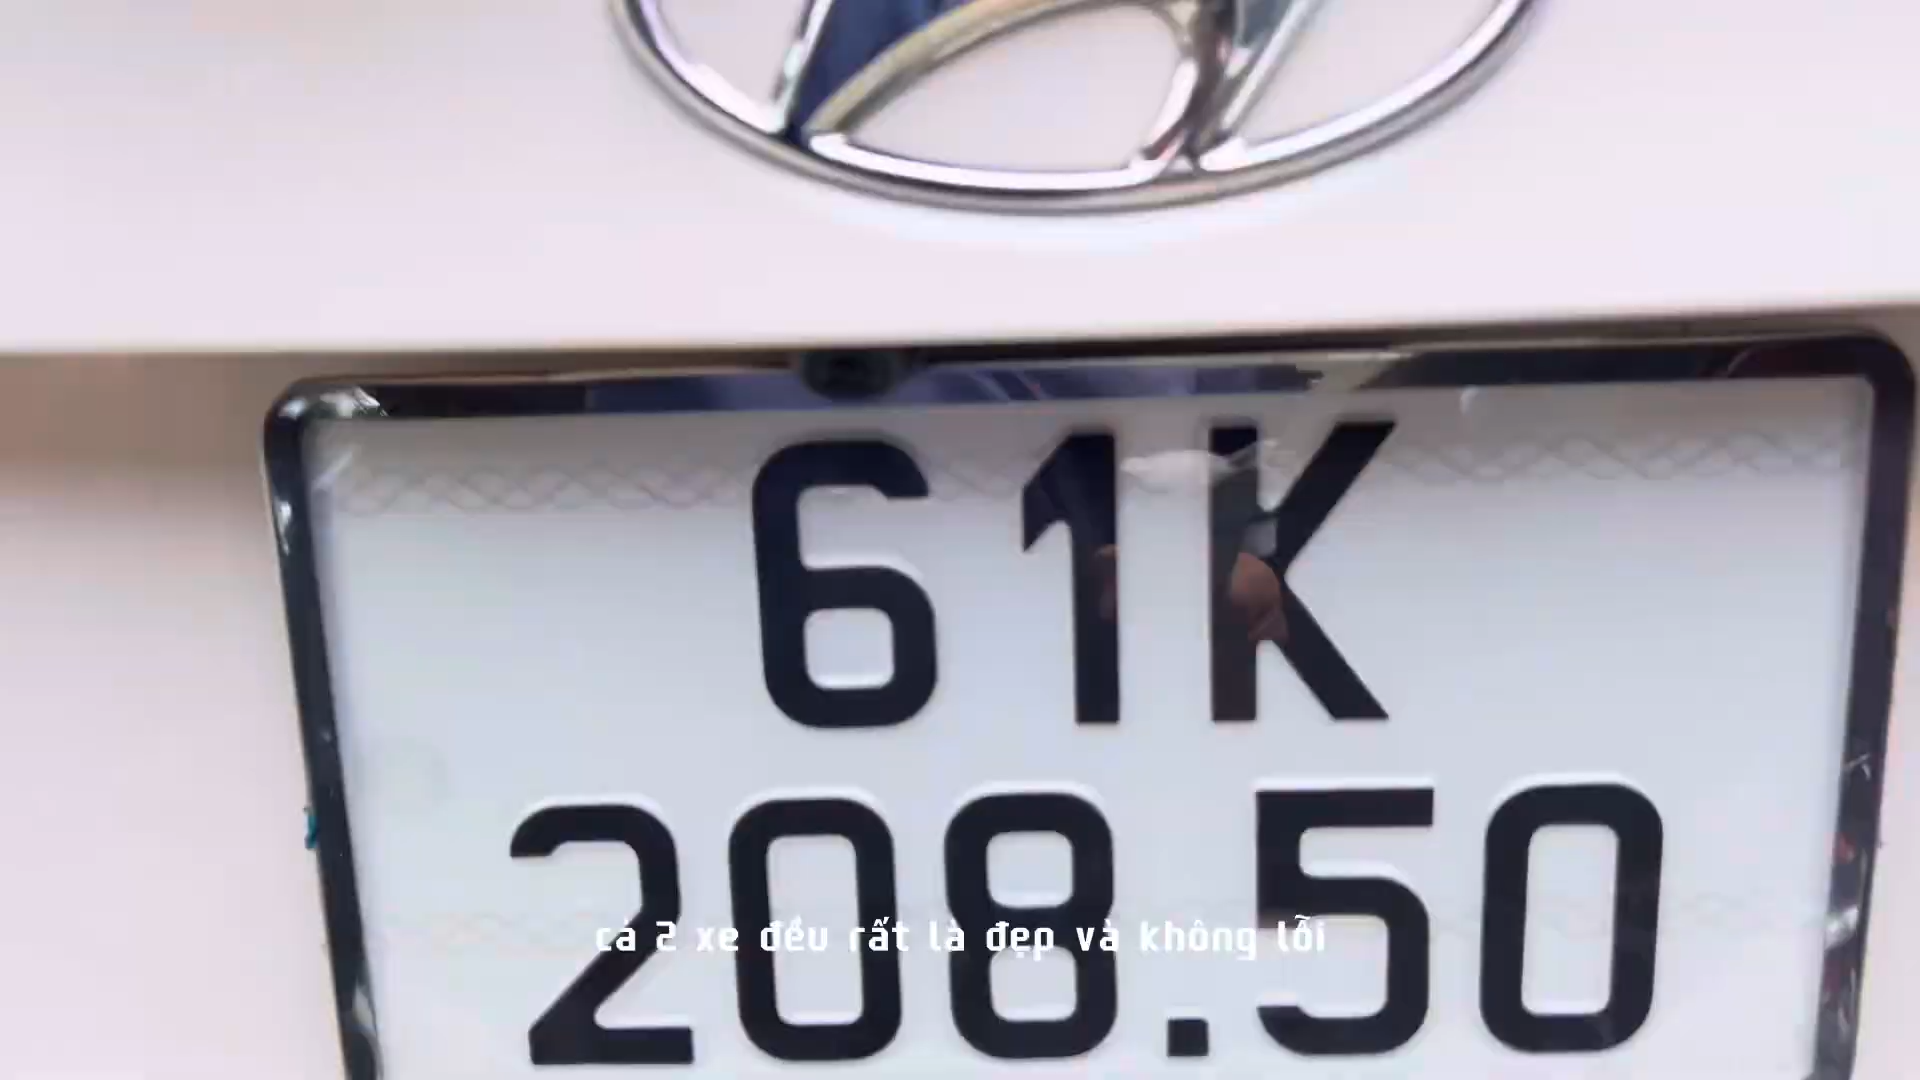 61K
208.50
cả 2 xe đều rất là đẹp và không lỗi